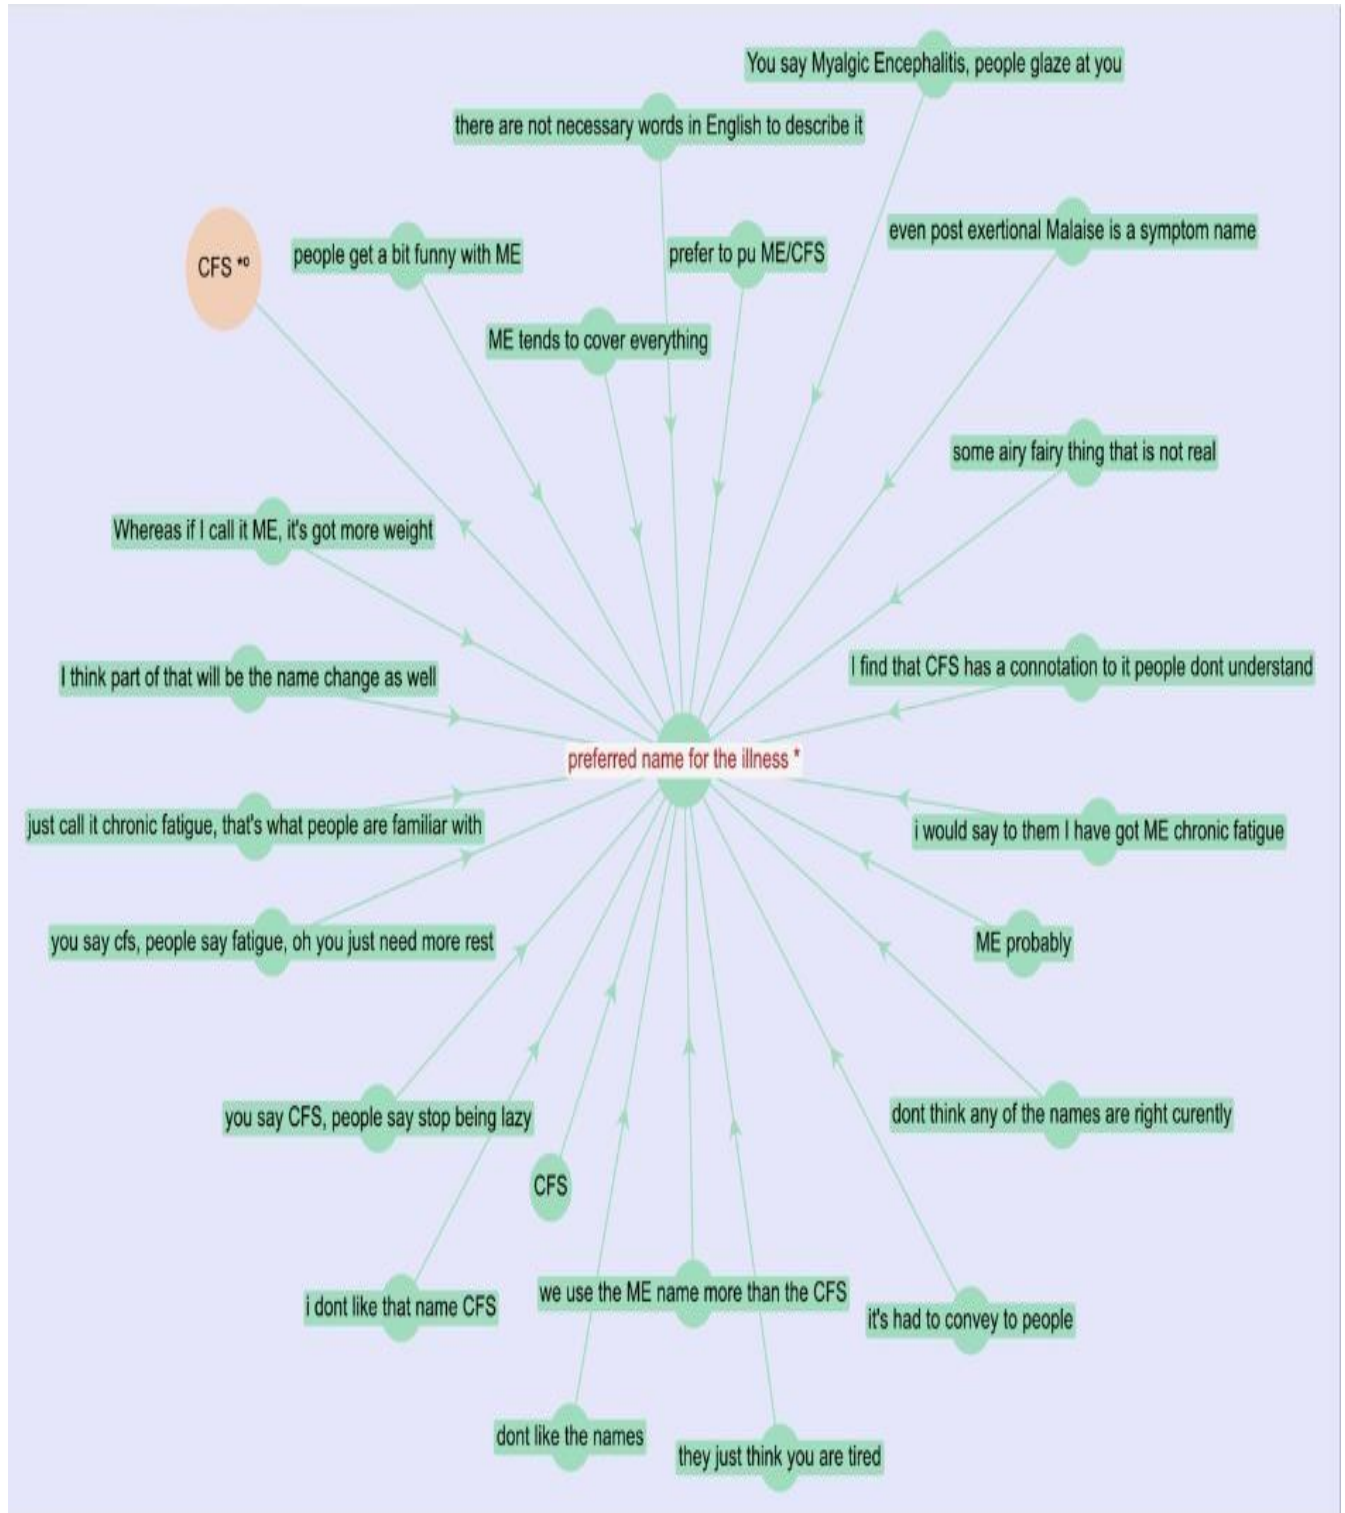 You say Myalgic Encephalitis, people glaze at you
there are not necessary words in English to describe it
even post exertional Malaise is a symptom name
CFS *º
people get a bit funny with ME
prefer to pu ME/CFS
ME tends to cover everything
some airy fairy thing that is not real
Whereas if I call it ME, it's got more weight
I think part of that will be the name change as well
I find that CFS has a connotation to it people dont understand
preferred name for the illness *
just call it chronic fatigue, that's what people are familiar with
i would say to them I have got ME chronic fatigue
you say cfs, people say fatigue, oh you just need more rest
ME probably
you say CFS, people say stop being lazy
dont think any of the names are right curently
CFS
i dont like that name CFS
we use the ME name more than the CFS
it's had to convey to people
dont like the names
they just think you are tired